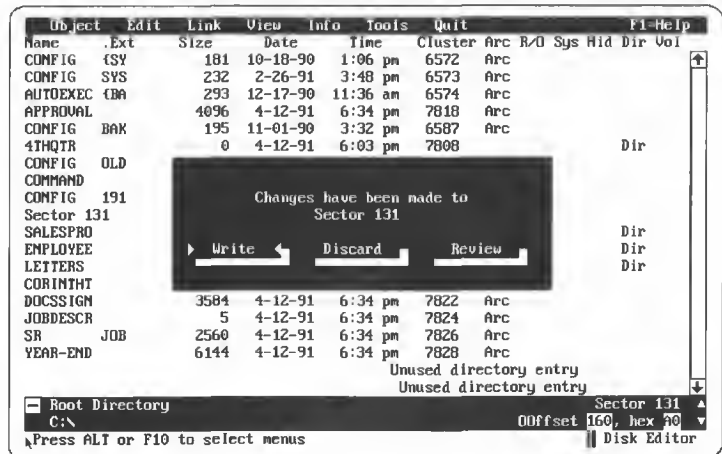 Object Edit Link View Info Tools Quit F1=Help
Name .Ext Size Date Time Cluster Arc R/O Sys Hid Dir Vol
CONFIG {SY 181 10-18-90 1:06 pm 6572 Arc
CONFIG SYS 232 2-26-91 3:48 pm 6573 Arc
AUTOEXEC {BA 293 12-17-90 11:36 am 6574 Arc
APPROVAL 4096 4-12-91 6:34 pm 7818 Arc
CONFIG BAK 195 11-01-90 3:32 pm 6587 Arc
4THQTR 0 4-12-91 6:03 pm 7808 Dir
CONFIG OLD
COMMAND
CONFIG 191
Changes have been made to
Sector 131
Sector 131
SALESPRO Dir
EMPLOYEE Dir
Write Discard Review
LETTERS Dir
CORINTHT
DOCSSIGN 3584 4-12-91 6:34 pm 7822 Arc
JOBDESCR 5 4-12-91 6:34 pm 7824 Arc
SR JOB 2560 4-12-91 6:34 pm 7826 Arc
YEAR-END 6144 4-12-91 6:34 pm 7828 Arc
Unused directory entry
Unused directory entry
Root Directory Sector 131
C:\ OOffset 160, hex A0
Press ALT or F10 to select menus Disk Editor